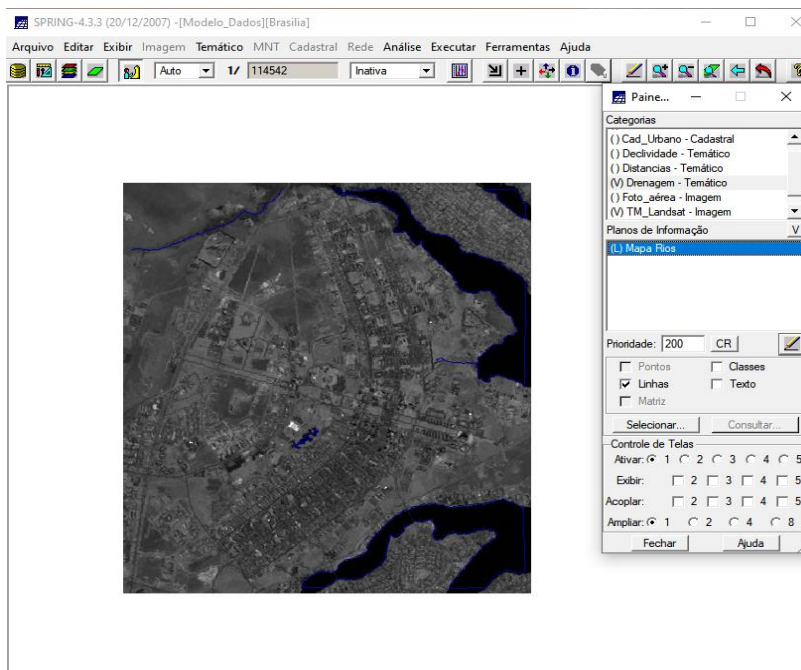 SPRING-4.3.3 (20/12/2007) -[Modelo_Dados][Brasilia]
Arquivo Editar Exibir Imagem Temático MNT Cadastral Rede Análise Executar Ferramentas Ajuda
Auto 1/ 114542 Inativa
Paine...
Categorias
( ) Cad_Urbano - Cadastral
( ) Declividade - Temático
( ) Distancias - Temático
(V) Drenagem - Temático
( ) Foto_aérea - Imagem
(V) TM_Landsat - Imagem
Planos de Informação V
(L) Mapa Rios
Prioridade: 200 CR
Pontos Classes
Linhas Texto
Matriz
Selecionar... Consultar...
Controle de Telas
Ativar: 1 2 3 4 5
Exibir: 2 3 4 5
Acoplar: 2 3 4 5
Ampliar: 1 2 4 8
Fechar Ajuda